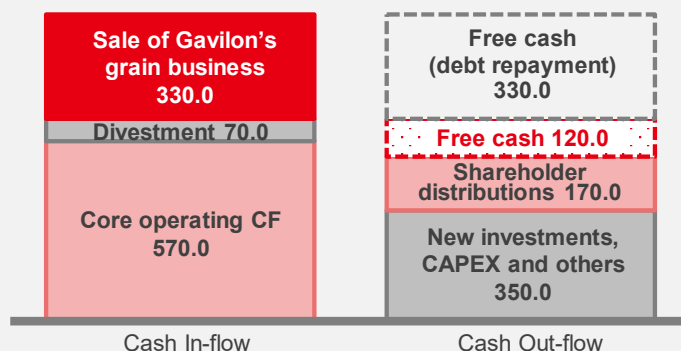 Sale of Gavilon's
grain business
330.0
Divestment 70.0
Core operating CF
570.0
Cash In-flow
Free cash
(debt repayment)
330.0
Free cash 120.0
Shareholder
distributions 170.0
New investments,
CAPEX and others
350.0
Cash Out-flow